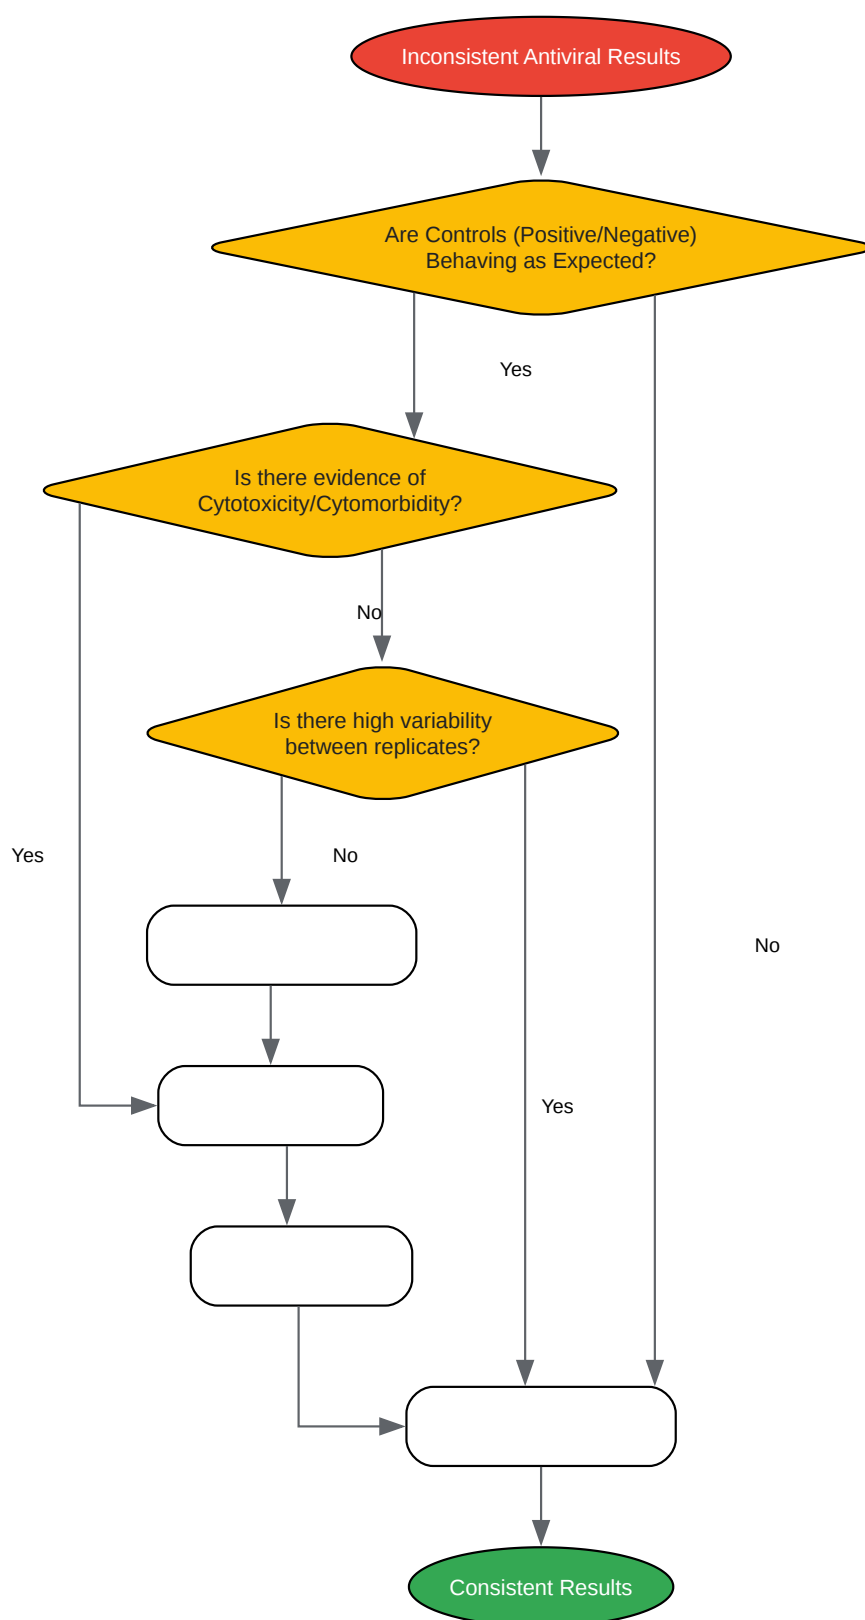 Inconsistent Antiviral Results
Are Controls (Positive/Negative)
Behaving as Expected?
Yes
Is there evidence of
Cytotoxicity/Cytomorbidity?
No
Is there high variability
between replicates?
Yes
No
No
Yes
Consistent Results